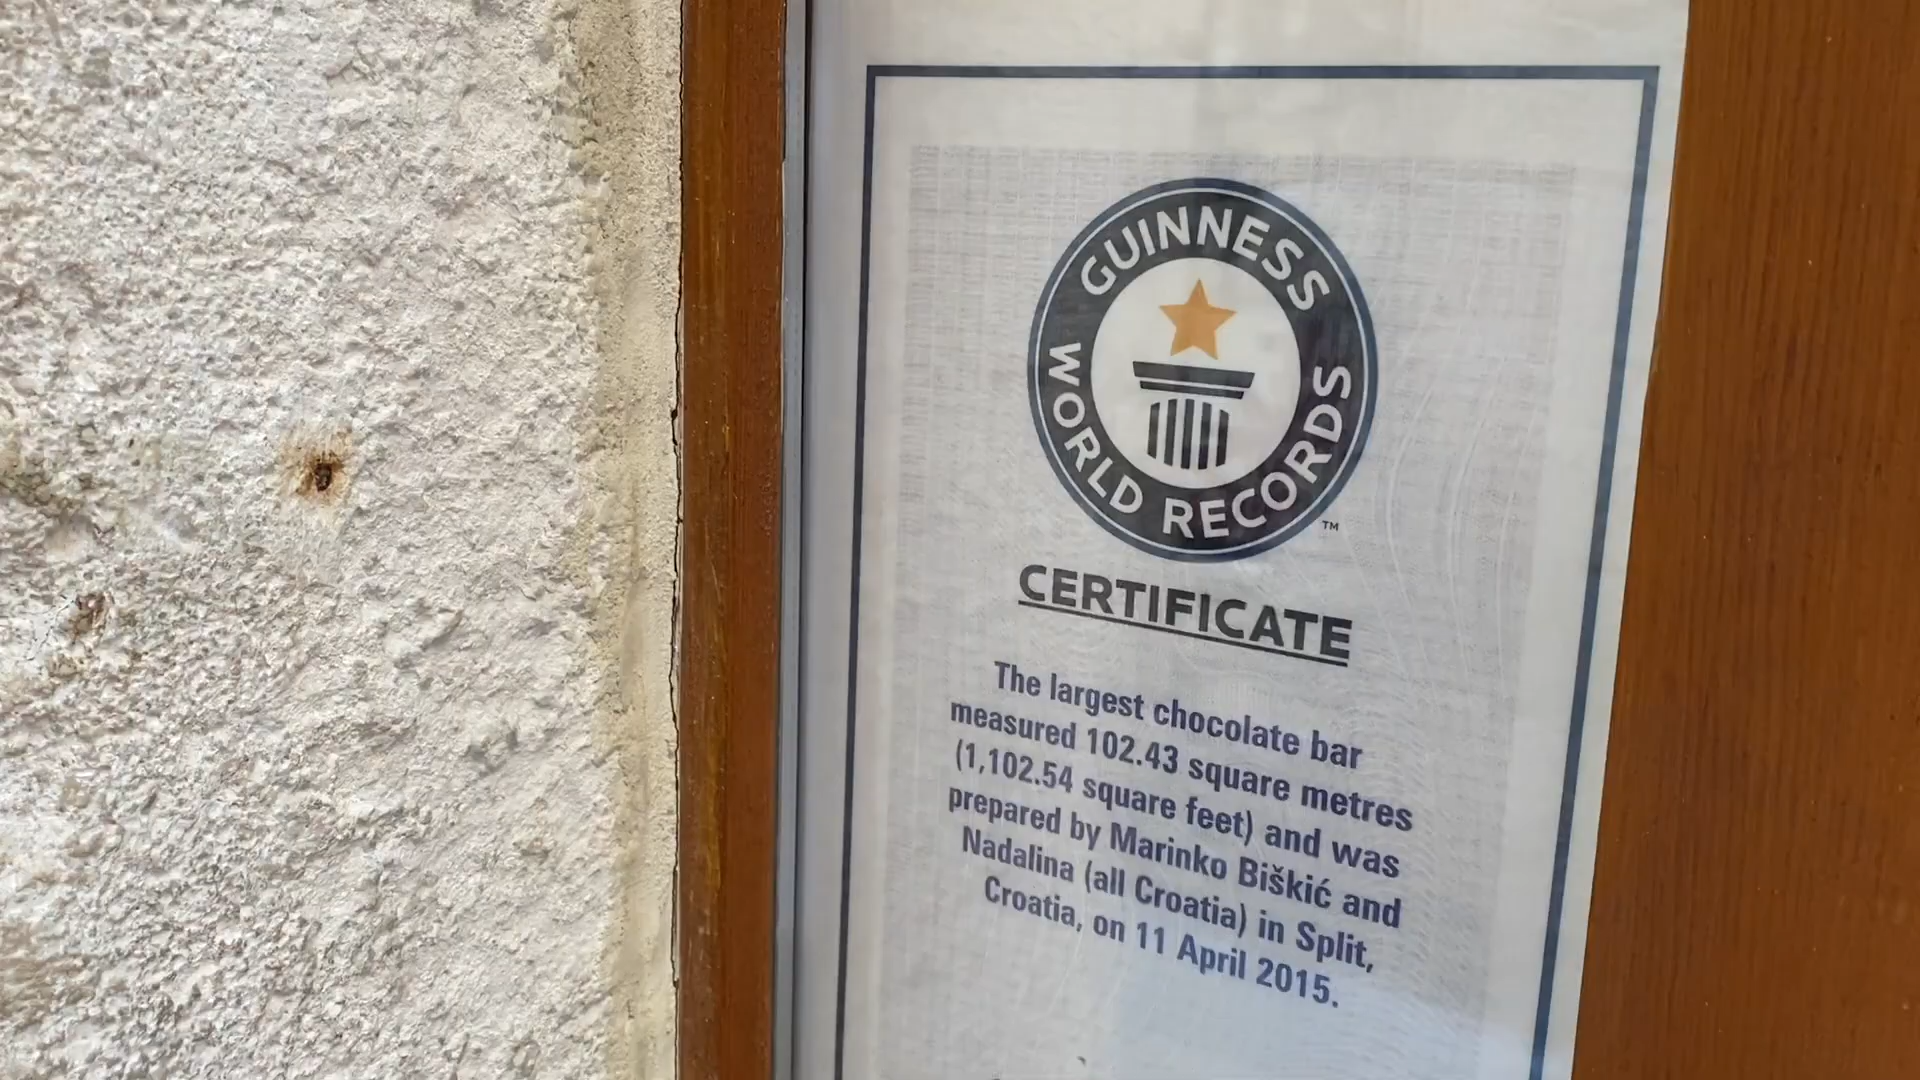 GUINNESS
WORLD RECORDS
TM
CERTIFICATE
The largest chocolate bar
measured 102.43 square metres
(1,102.54 square feet) and was
prepared by Marinko Biškić and
Nadalina (all Croatia) in Split,
Croatia, on 11 April 2015.